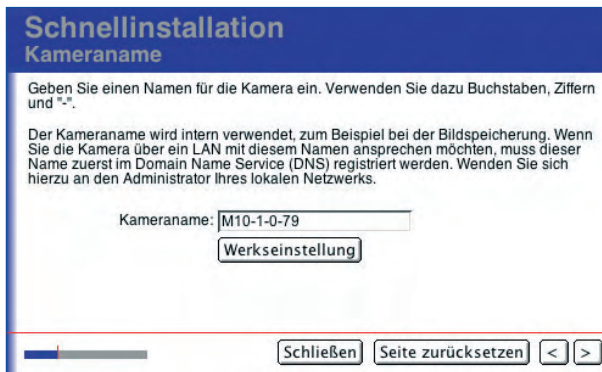 Schnellinstallation
Kameraname
Geben Sie einen Namen für die Kamera ein. Verwenden Sie dazu Buchstaben, Ziffern
und "-".
Der Kameraname wird intern verwendet, zum Beispiel bei der Bildspeicherung. Wenn
Sie die Kamera über ein LAN mit diesem Namen ansprechen möchten, muss dieser
Name zuerst im Domain Name Service (DNS) registriert werden. Wenden Sie sich
hierzu an den Administrator Ihres lokalen Netzwerks.
Kameraname: M10-1-0-79
Werkseinstellung
Schließen Seite zurücksetzen < >